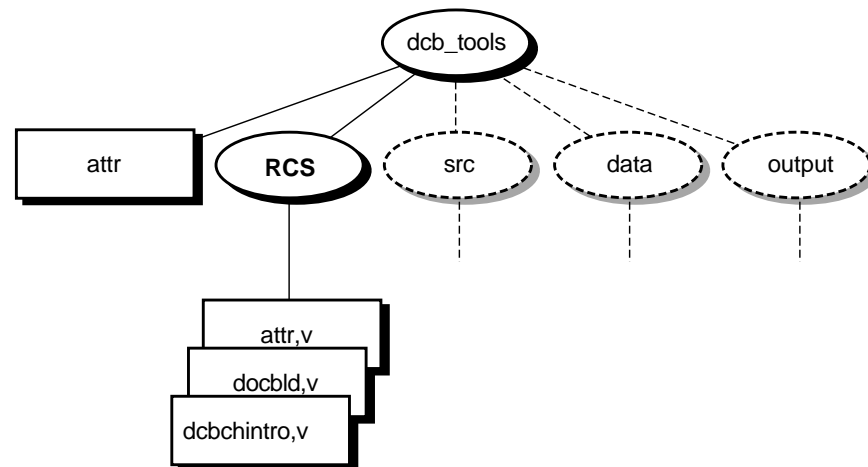 dcb_tools
attr
RCS
src
data
output
attr,v
docbld,v
dcbchintro,v